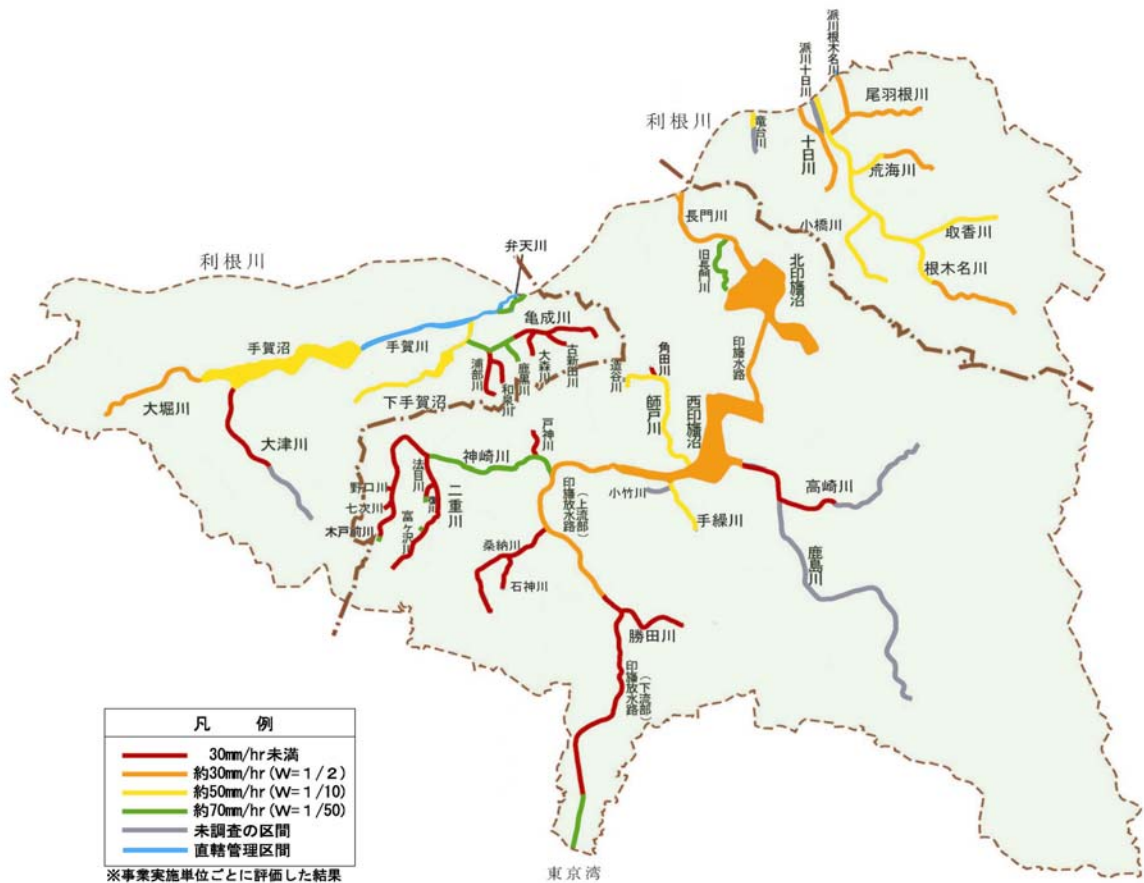 派川根木名川
派川十日川
尾羽根川
利根川
竜台川
十日川
荒海川
長門川
小橋川
取香川
弁天川
旧長門川
北印旛沼
根木名川
利根川
亀成川
手賀沼
手賀川
浦部川
和泉川
鹿黒川
大森川
古新田川
印旛水路
角田川
師戸川
西印旛沼
大堀川
下手賀沼
大津川
戸神川
神崎川
法目川
二重川
野口川
七次川
小竹川
高崎川
手繰川
印旛放水路
(上流部)
木戸前川
富ケ沢川
桑納川
鹿島川
石神川
勝田川
印旛放水路
(下流部)
凡 例
30mm/hr未満
約30mm/hr(W=1/2)
約50mm/hr(W=1/10)
約70mm/hr(W=1/50)
未調査の区間
直轄管理区間
※事業実施単位ごとに評価した結果
東京湾